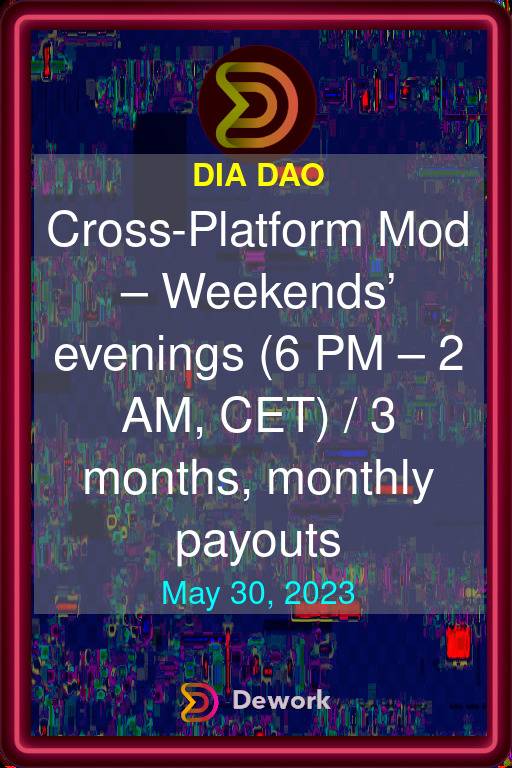 DIA DAO
Cross-Platform Mod
– Weekends’
evenings (6 PM – 2
AM, CET) / 3
months, monthly
payouts
May 30, 2023
Dework